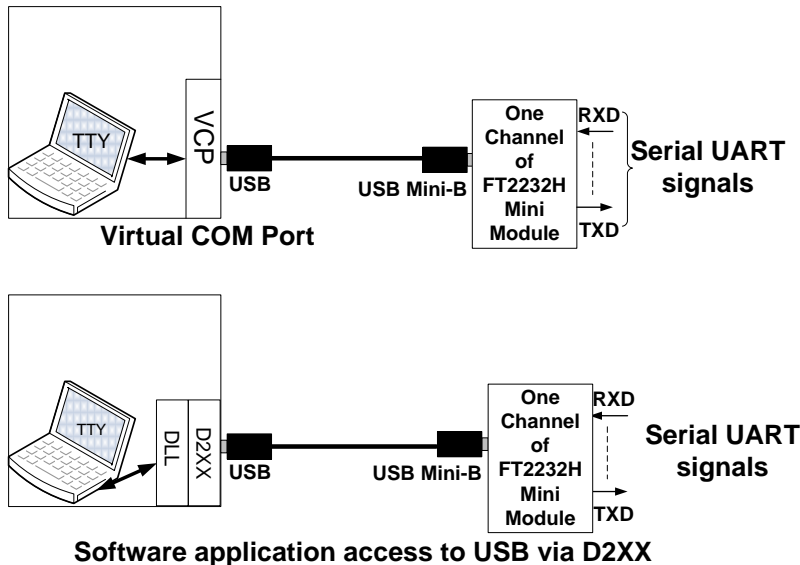 TTY
VCP
USB
USB Mini-B
One
Channel
of
FT2232H
Mini
Module
RXD
TXD
Serial UART
signals
Virtual COM Port
TTY
DLL
D2XX
USB
USB Mini-B
One
Channel
of
FT2232H
Mini
Module
RXD
TXD
Serial UART
signals
Software application access to USB via D2XX